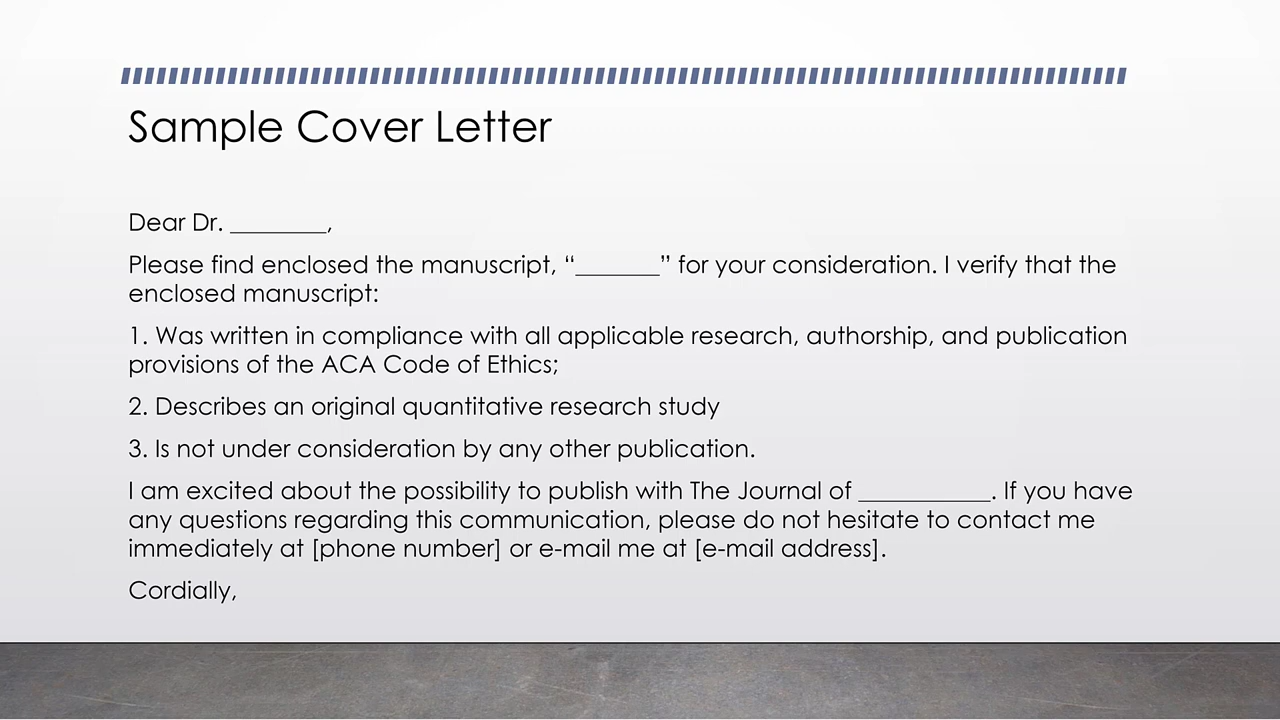 Sample Cover Letter
Dear Dr. ________,
Please find enclosed the manuscript, “_______” for your consideration. I verify that the
enclosed manuscript:
1. Was written in compliance with all applicable research, authorship, and publication
provisions of the ACA Code of Ethics;
2. Describes an original quantitative research study
3. Is not under consideration by any other publication.
I am excited about the possibility to publish with The Journal of ___________. If you have
any questions regarding this communication, please do not hesitate to contact me
immediately at [phone number] or e-mail me at [e-mail address].
Cordially,